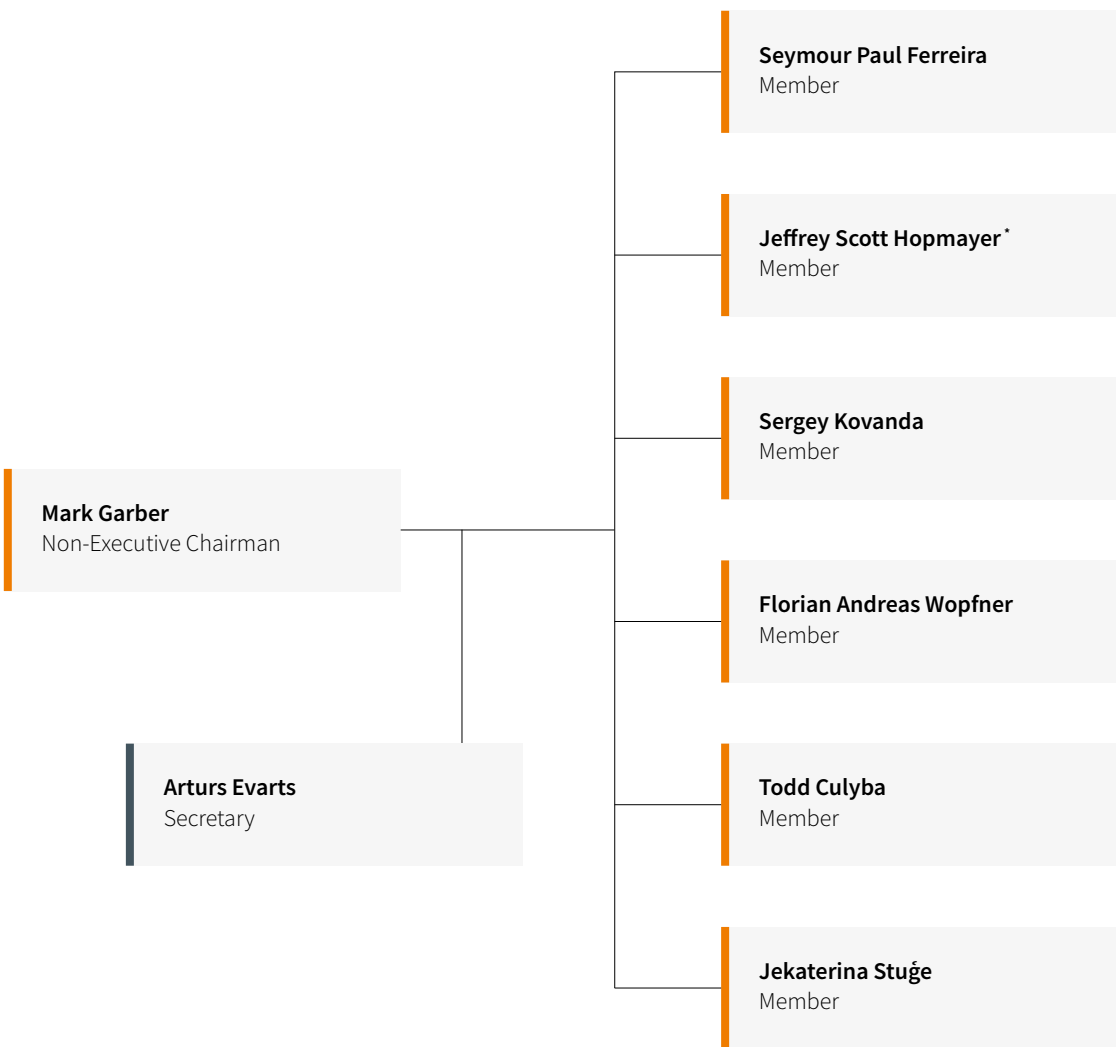 Seymour Paul Ferreira
Member
Jeffrey Scott Hopmayer*
Member
Sergey Kovanda
Member
Mark Garber
Non-Executive Chairman
Florian Andreas Wopfner
Member
Arturs Evarts
Secretary
Todd Culyba
Member
Jekaterina Stuģe
Member